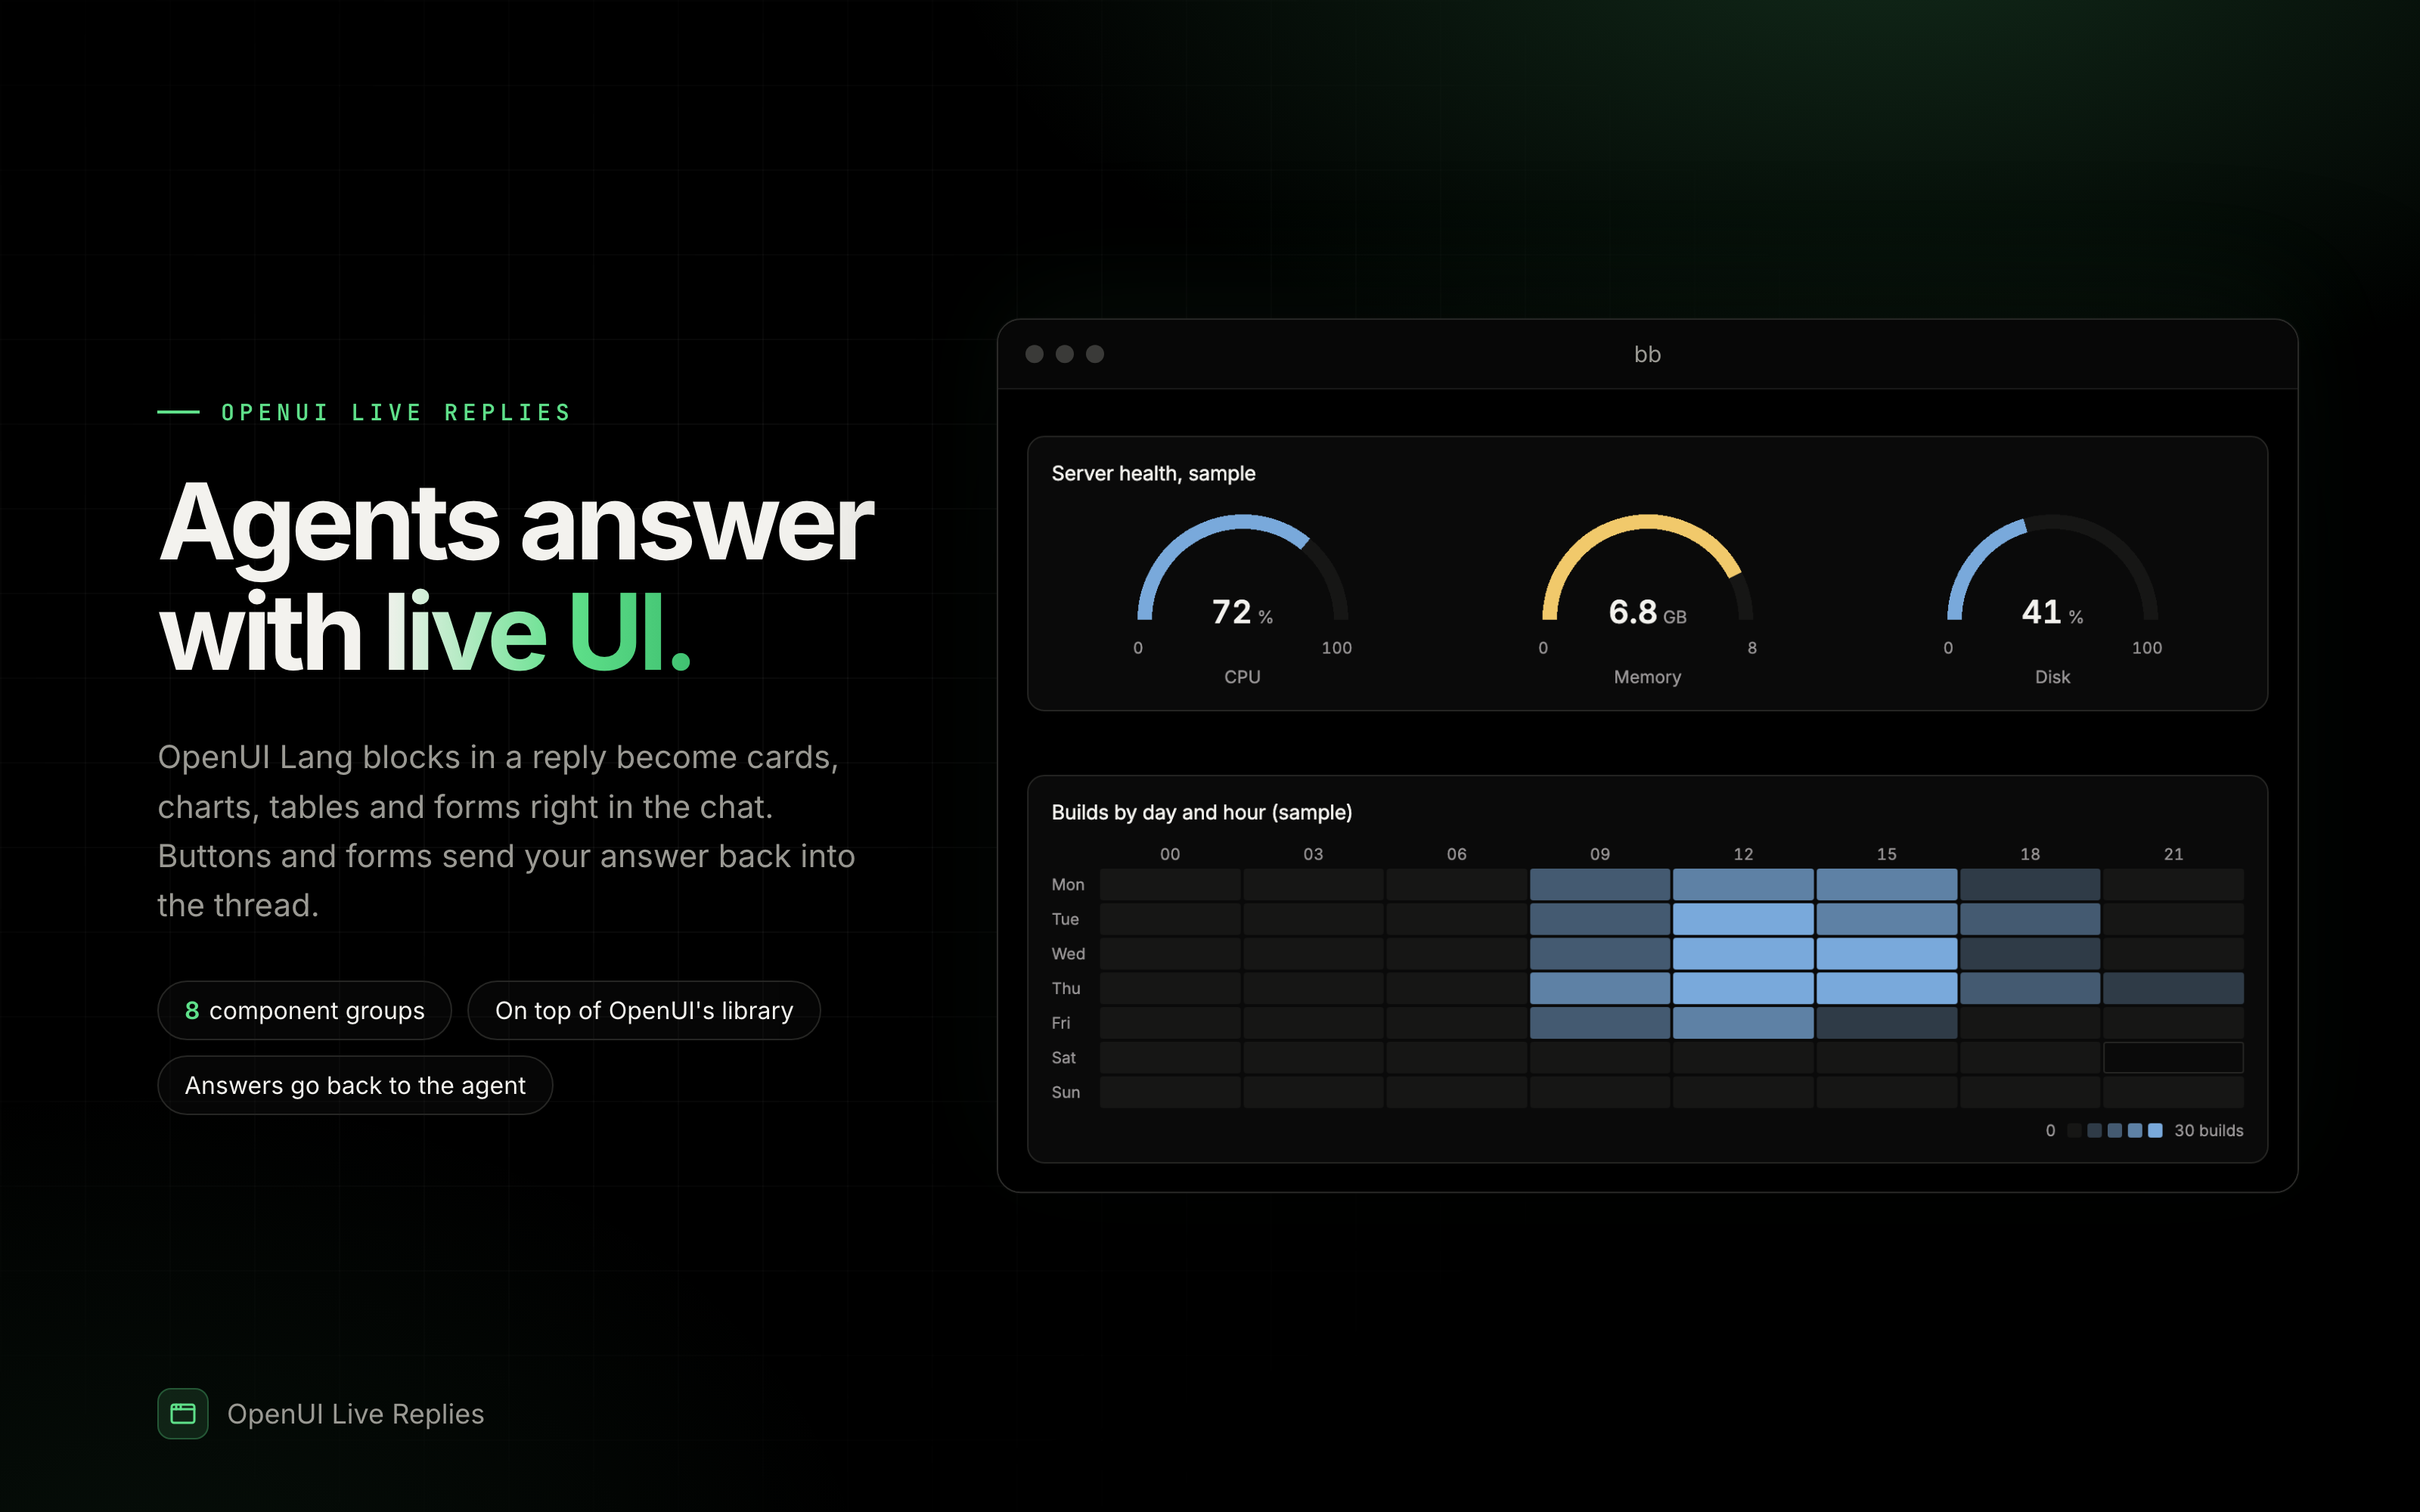 OPENUI LIVE REPLIES
Agents answer
with live UI.
OpenUI Lang blocks in a reply become cards,
charts, tables and forms right in the chat.
Buttons and forms send your answer back into
the thread.
8 component groups
On top of OpenUI's library
Answers go back to the agent
OpenUI Live Replies
bb
Server health, sample
72 %
0 100
CPU
6.8 GB
0 8
Memory
41 %
0 100
Disk
Builds by day and hour (sample)
00 03 06 09 12 15 18 21
Mon
Tue
Wed
Thu
Fri
Sat
Sun
0 30 builds